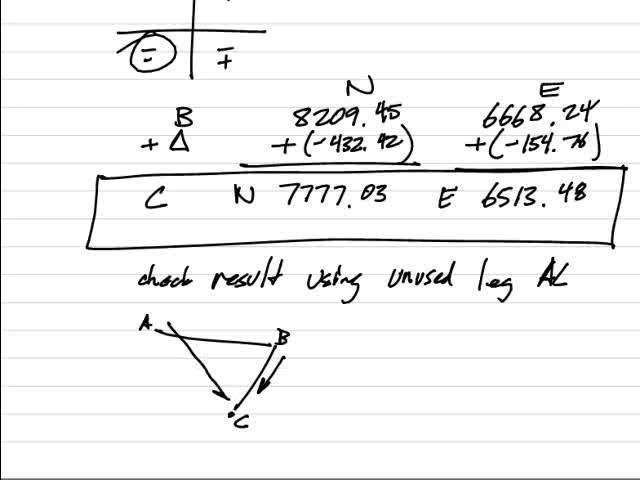 - -
- +
N E
B 8209.45 6668.24
+ Δ +(-432.42) +(-154.76)
C N 7777.03 E 6513.48
check result using unused leg AC
A B
C